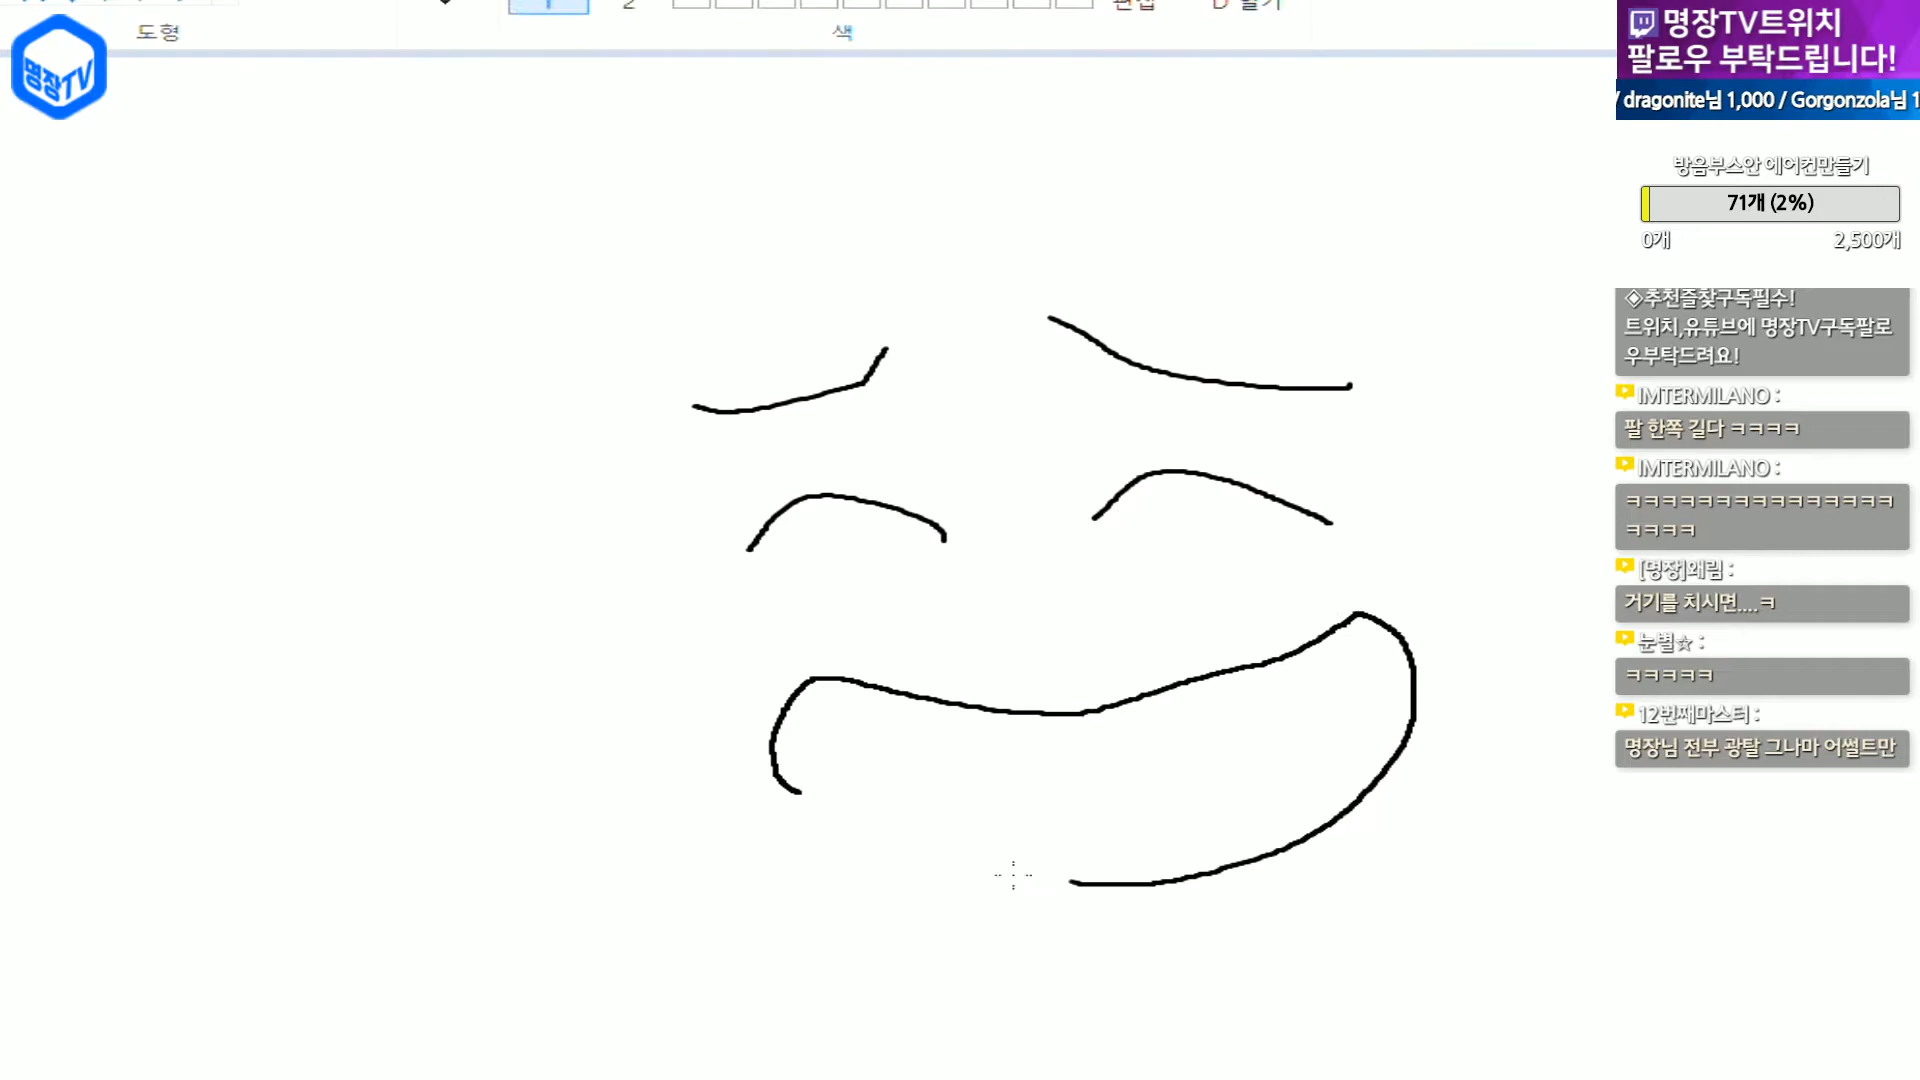 도형
2
색
편집
명장TV
명장TV트위치
팔로우 부탁드립니다!
/ dragonite님 1,000 / Gorgonzola님 1
방음부스안 에어컨만들기
71개 (2%)
0개 2,500개
◈추천즐찾구독필수!
트위치,유튜브에 명장TV구독팔로
우부탁드려요!
IMTERMILANO :
팔 한쪽 길다 ㅋㅋㅋㅋ
IMTERMILANO :
ㅋㅋㅋㅋㅋㅋㅋㅋㅋㅋㅋㅋㅋㅋㅋ
ㅋㅋㅋㅋ
[명장]왜림 :
거기를 치시면....ㅋ
눈별☆ :
ㅋㅋㅋㅋㅋ
12번째마스터 :
명장님 전부 광탈 그나마 어썰트만